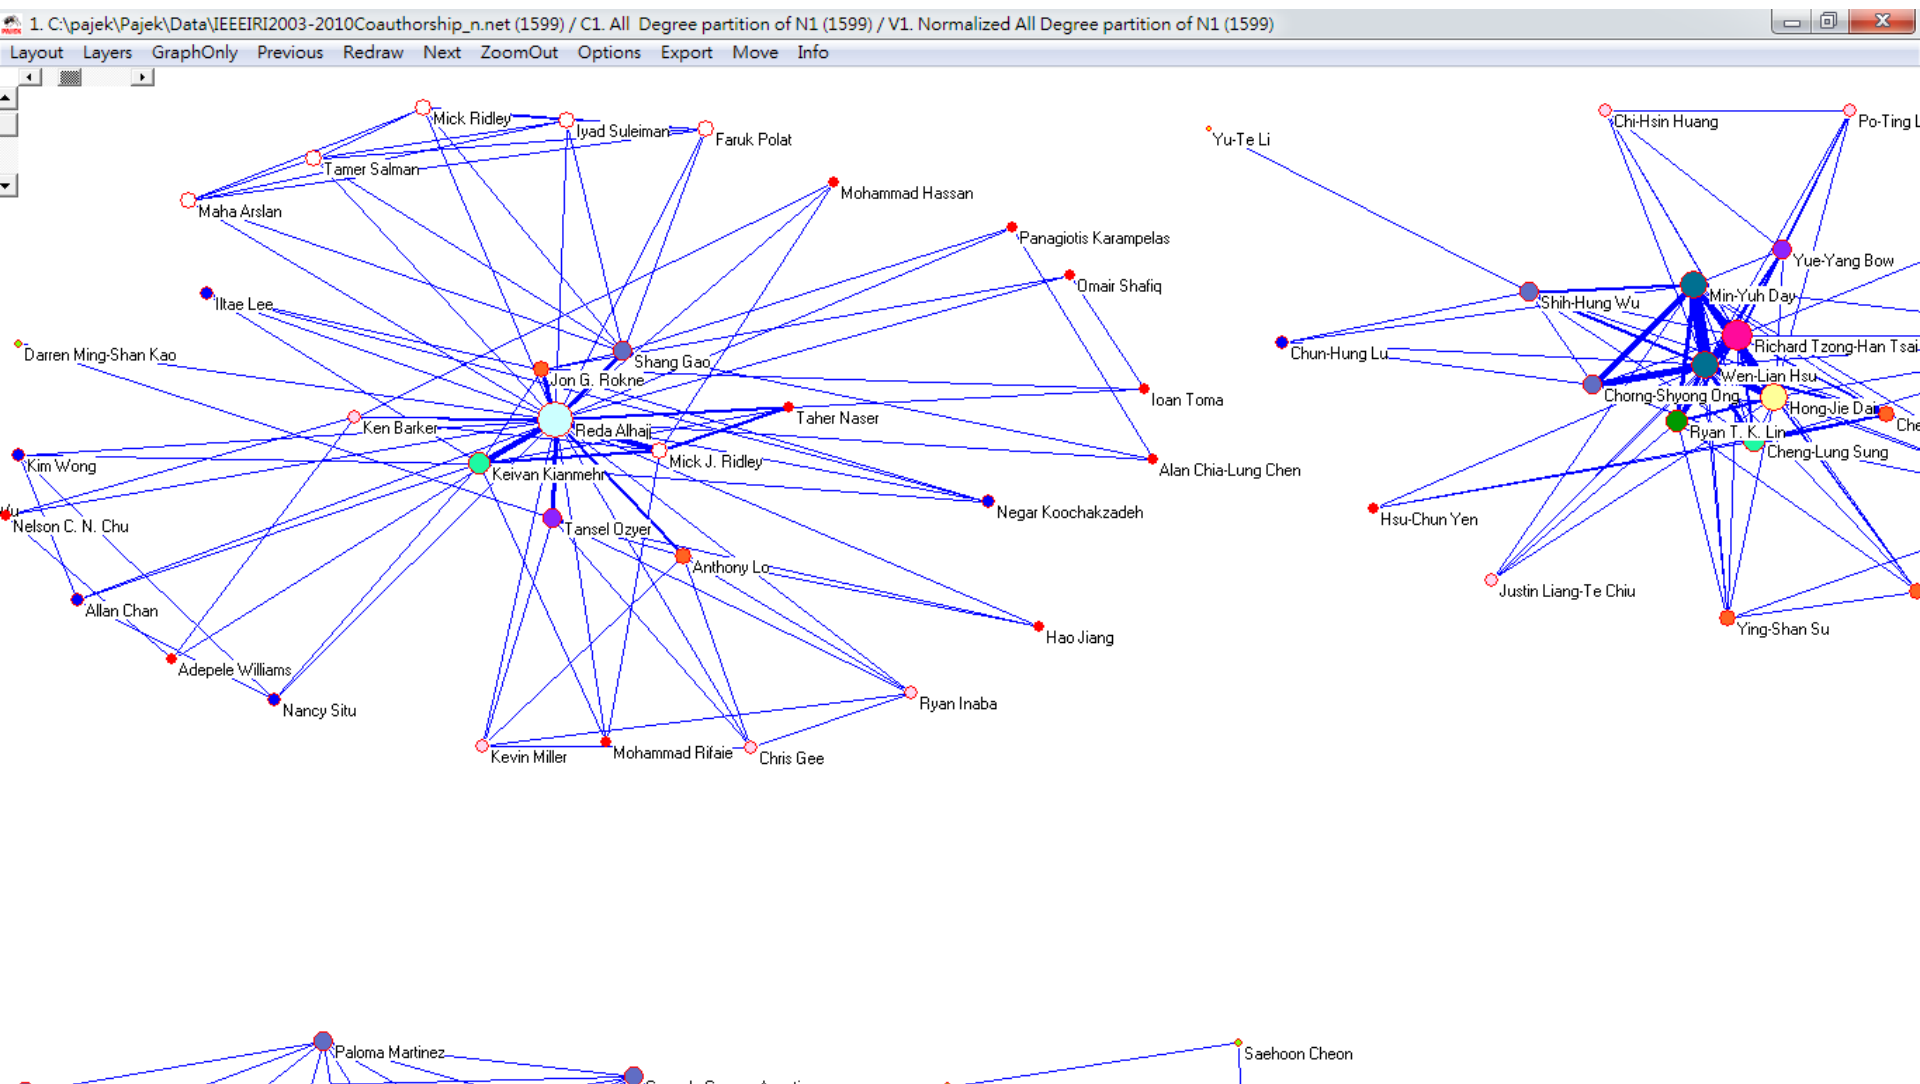 1. C:\pajek\Pajek\Data\IEEEIRI2003-2010Coauthorship_n.net (1599) / C1. All Degree partition of N1 (1599) / V1. Normalized All Degree partition of N1 (1599)
Layout Layers GraphOnly Previous Redraw Next ZoomOut Options Export Move Info
Mick Ridley
Iyad Suleiman
Faruk Polat
Tamer Salman
Maha Arslan
Mohammad Hassan
Panagiotis Karampelas
Omair Shafiq
Iltae Lee
Darren Ming-Shan Kao
Shang Gao
Jon G. Rokne
Ioan Toma
Taher Naser
Ken Barker
Reda Alhajj
Mick J. Ridley
Alan Chia-Lung Chen
Kim Wong
Keivan Kianmehr
Negar Koochakzadeh
Nelson C. N. Chu
Tansel Ozyer
Anthony Lo
Allan Chan
Hao Jiang
Adepele Williams
Nancy Situ
Ryan Inaba
Kevin Miller
Mohammad Rifaie
Chris Gee
Yu-Te Li
Chi-Hsin Huang
Po-Ting L
Yue-Yang Bow
Shih-Hung Wu
Min-Yuh Day
Chun-Hung Lu
Richard Tzong-Han Tsai
Wen-Lian Hsu
Chorng-Shyong Ong
Hong-Jie Dai
Che
Ryan T. K. Lin
Cheng-Lung Sung
Hsu-Chun Yen
Justin Liang-Te Chiu
Ying-Shan Su
Paloma Martinez
Saehoon Cheon